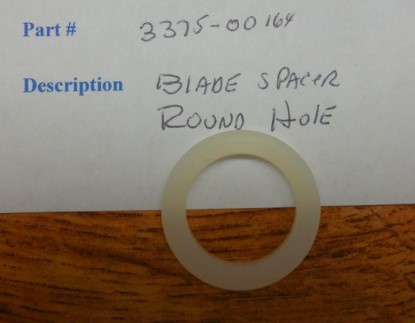 Part # 3375-00164
Description BLADE SPACER
ROUND HOLE